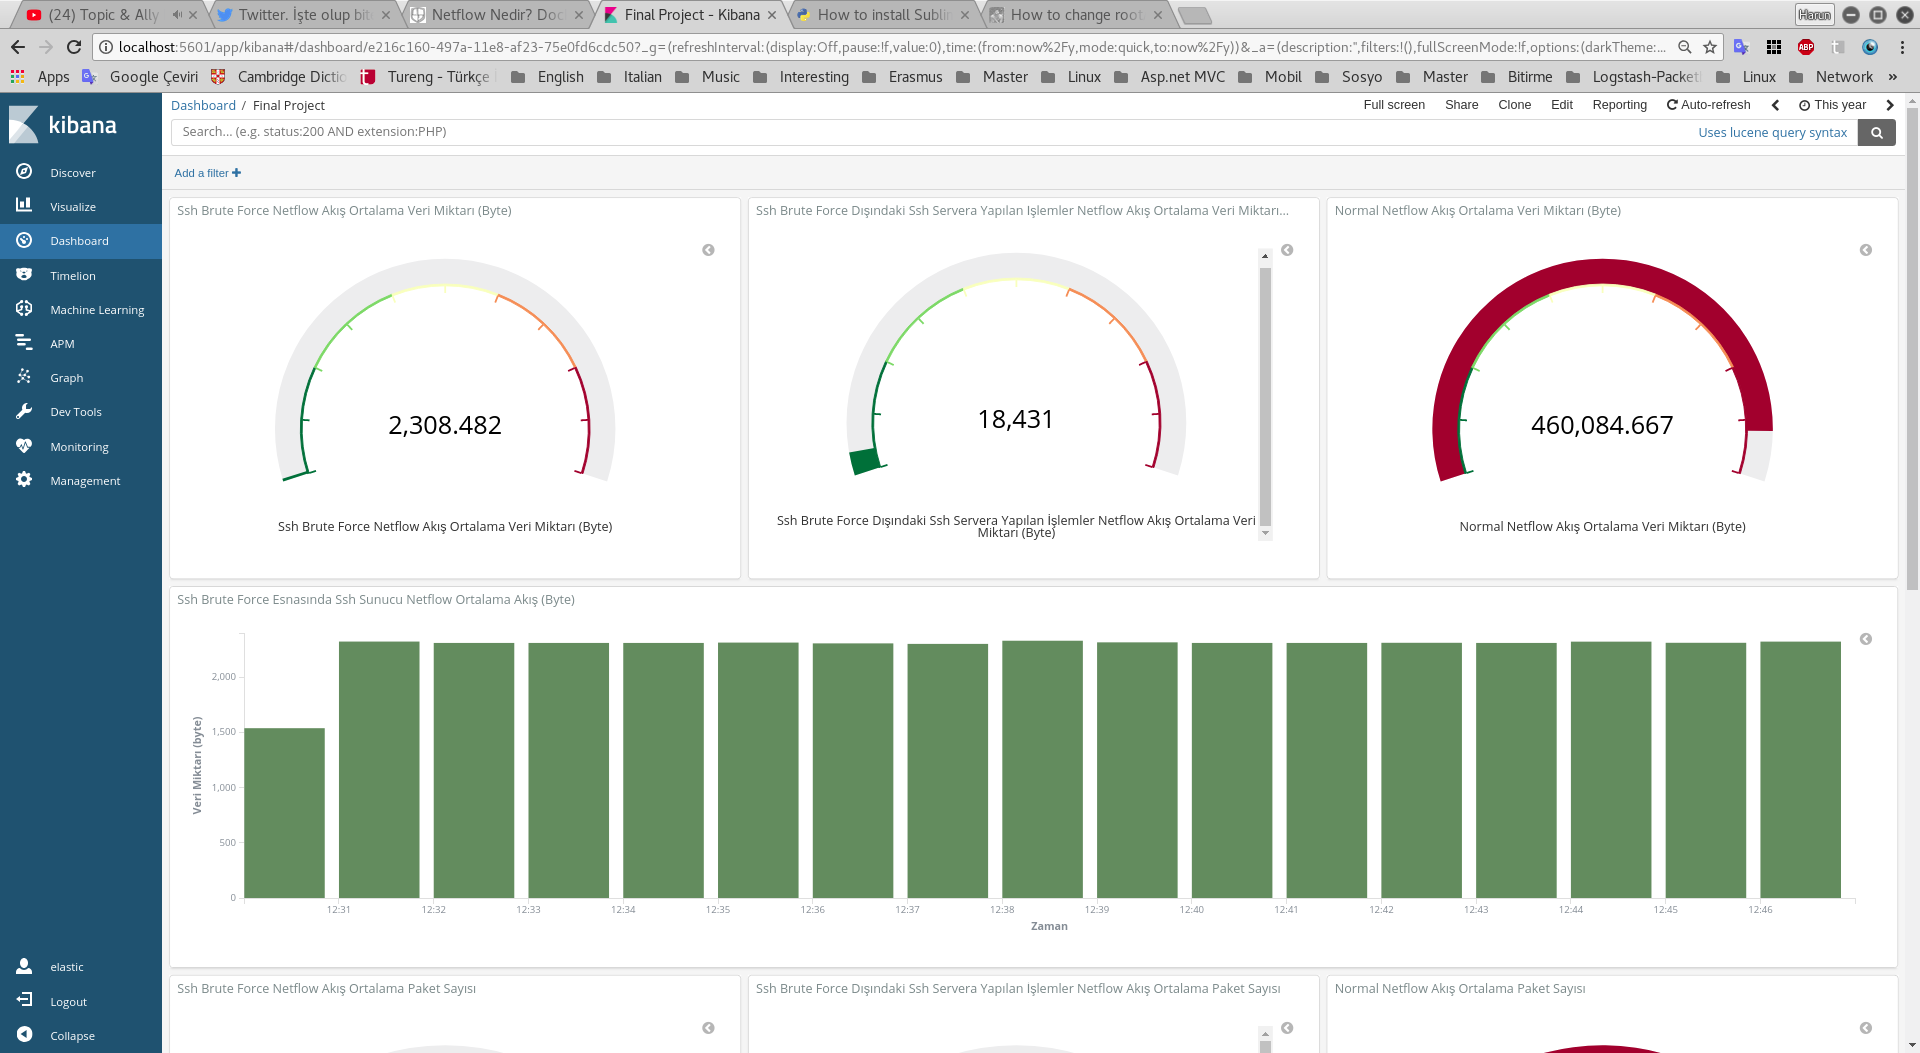 (24) Topic & Ally
Twitter. İşte olup bit
Netflow Nedir? Doc
Final Project - Kibana
How to install Subli
How to change root
Harun
localhost:5601/app/kibana#/dashboard/e216c160-497a-11e8-af23-75e0fd6cdc50?_g=(refreshInterval:(display:Off,pause:!f,value:0),time:(from:now%2Fy,mode:quick,to:now%2Fy))&_a=(description:'',filters:!(),fullScreenMode:!f,options:(darkTheme:...
ABP
Apps Google Çeviri Cambridge Dictio Tureng - Türkçe English Italian Music Interesting Erasmus Master Linux Asp.net MVC Mobil Sosyo Master Bitirme Logstash-Packet Linux Network »
kibana
Discover
Visualize
Dashboard
Timelion
Machine Learning
APM
Graph
Dev Tools
Monitoring
Management
elastic
Logout
Collapse
Dashboard / Final Project
Full screen Share Clone Edit Reporting Auto-refresh This year
Search... (e.g. status:200 AND extension:PHP)
Uses lucene query syntax
Add a filter +
Ssh Brute Force Netflow Akış Ortalama Veri Miktarı (Byte)
2,308.482
Ssh Brute Force Netflow Akış Ortalama Veri Miktarı (Byte)
Ssh Brute Force Dışındaki Ssh Servera Yapılan İşlemler Netflow Akış Ortalama Veri Miktarı...
18,431
Ssh Brute Force Dışındaki Ssh Servera Yapılan İşlemler Netflow Akış Ortalama Veri
Miktarı (Byte)
Normal Netflow Akış Ortalama Veri Miktarı (Byte)
460,084.667
Normal Netflow Akış Ortalama Veri Miktarı (Byte)
Ssh Brute Force Esnasında Ssh Sunucu Netflow Ortalama Akış (Byte)
Veri Miktarı (byte)
2,000
1,500
1,000
500
0
12:31 12:32 12:33 12:34 12:35 12:36 12:37 12:38 12:39 12:40 12:41 12:42 12:43 12:44 12:45 12:46
Zaman
Ssh Brute Force Netflow Akış Ortalama Paket Sayısı
Ssh Brute Force Dışındaki Ssh Servera Yapılan İşlemler Netflow Akış Ortalama Paket Sayısı
Normal Netflow Akış Ortalama Paket Sayısı